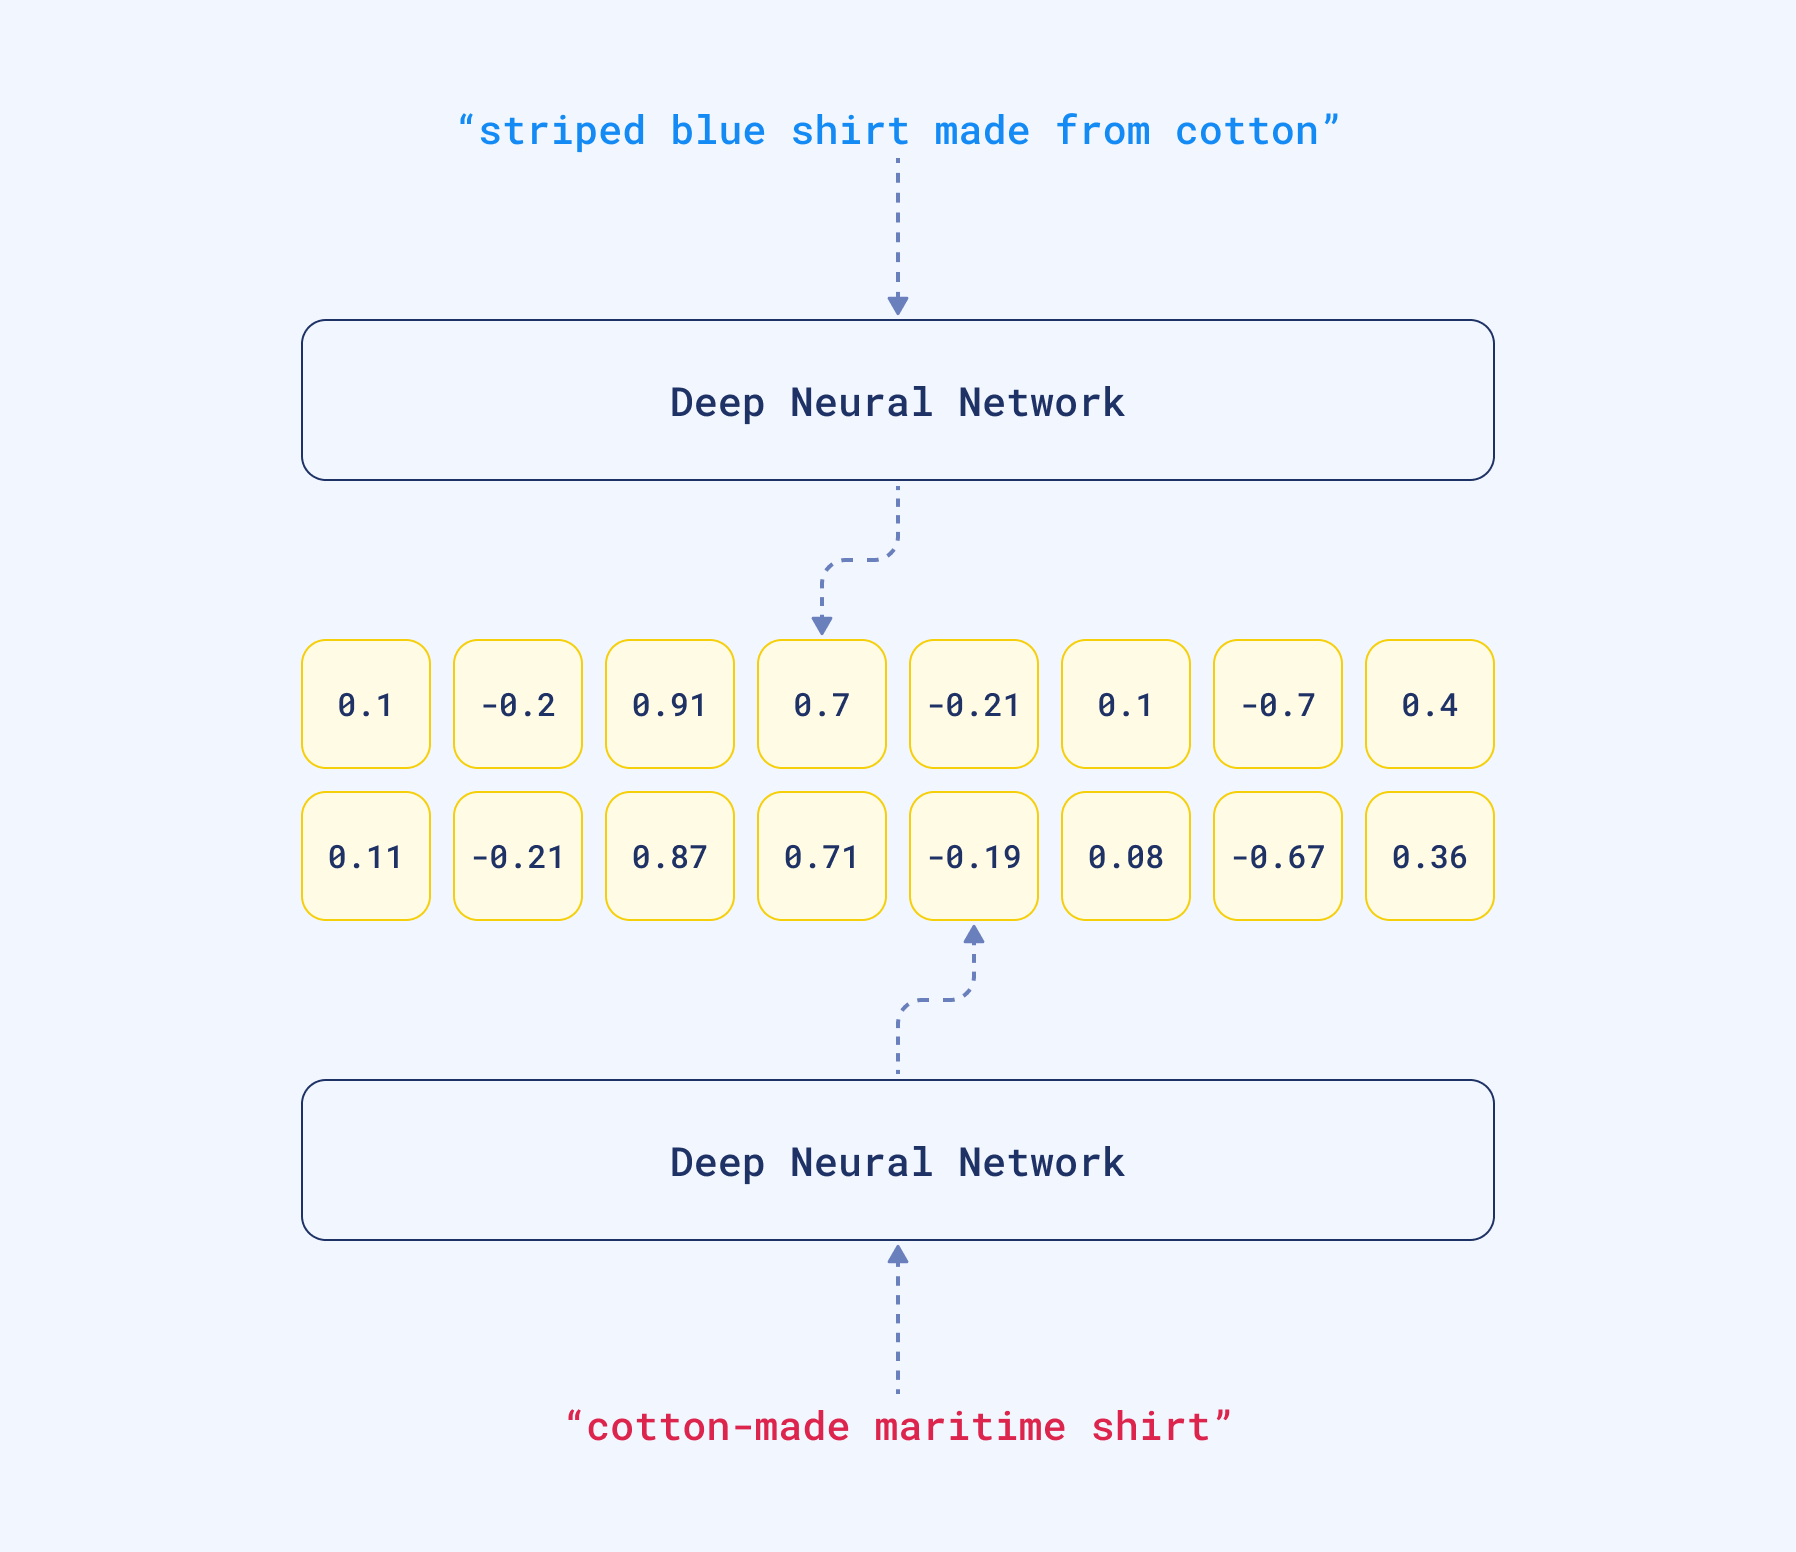 “striped blue shirt made from cotton”
Deep Neural Network
0.1 -0.2 0.91 0.7 -0.21 0.1 -0.7 0.4
0.11 -0.21 0.87 0.71 -0.19 0.08 -0.67 0.36
Deep Neural Network
“cotton-made maritime shirt”